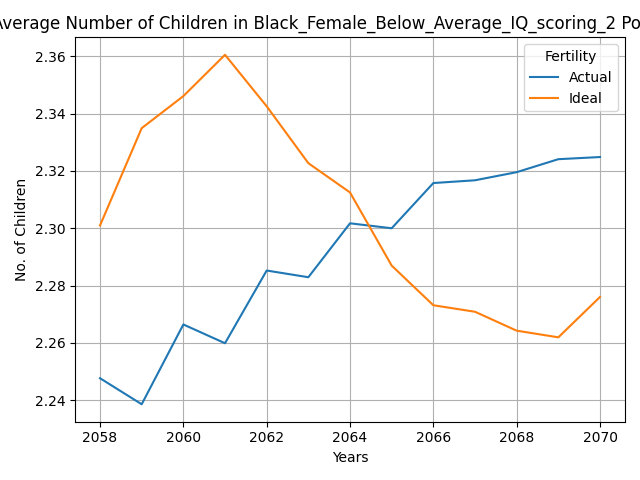 Average Number of Children in Black_Female_Below_Average_IQ_scoring_2 Po
Fertility
Actual
Ideal
2.36
2.34
2.32
2.30
2.28
2.26
2.24
No. of Children
2058
2060
2062
2064
2066
2068
2070
Years